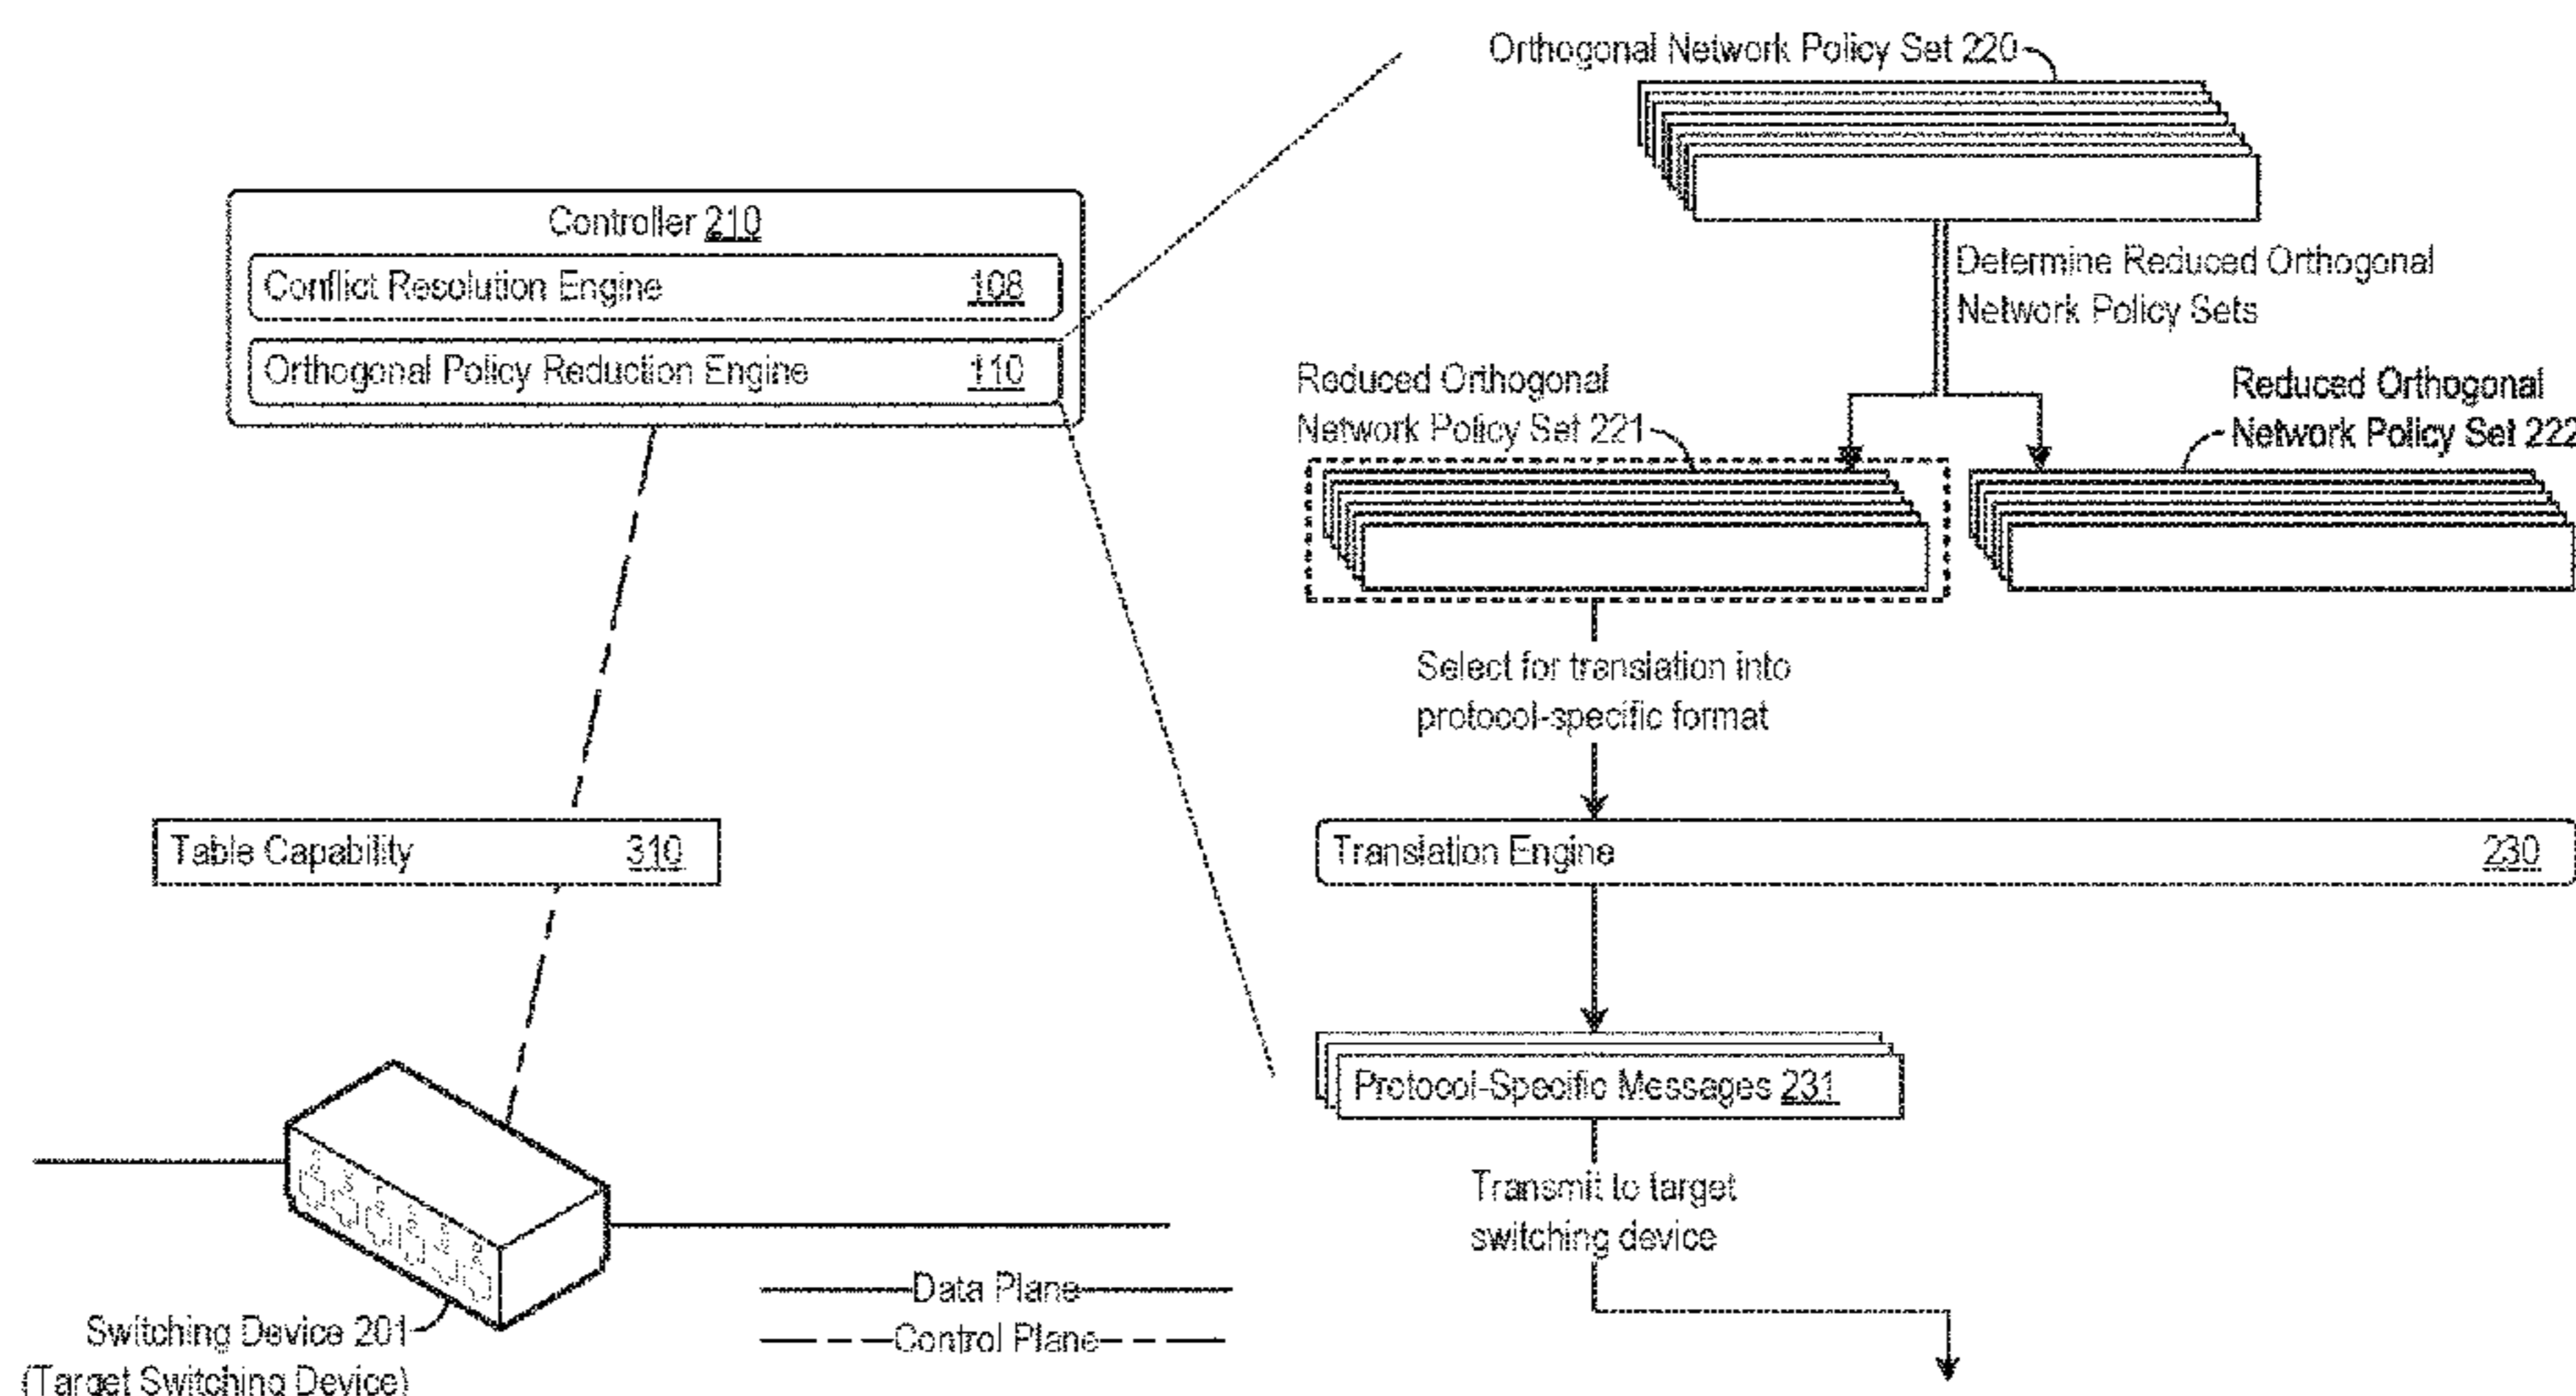 Orthogonal Network Policy Set 220
Controller 210
Conflict Resolution Engine 108
Orthogonal Policy Reduction Engine 110
Determine Reduced Orthogonal
Network Policy Sets
Reduced Orthogonal
Network Policy Set 221
Reduced Orthogonal
Network Policy Set 222
Select for translation into
protocol-specific format
Table Capability 310
Translation Engine 230
Protocol-Specific Messages 231
Transmit to target
switching device
Data Plane
Control Plane
Switching Device 201
(Target Switching Device)